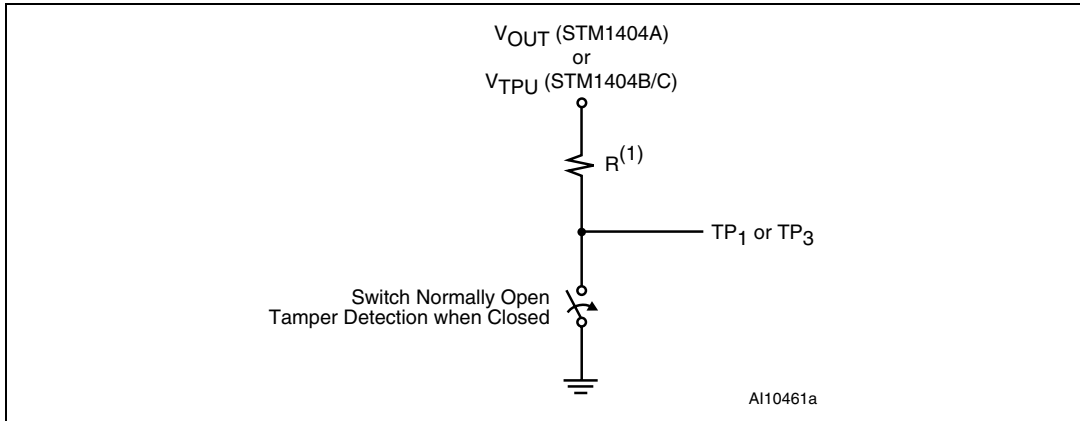 VOUT (STM1404A)
or
VTPU (STM1404B/C)
R(1)
TP1 or TP3
Switch Normally Open
Tamper Detection when Closed
AI10461a